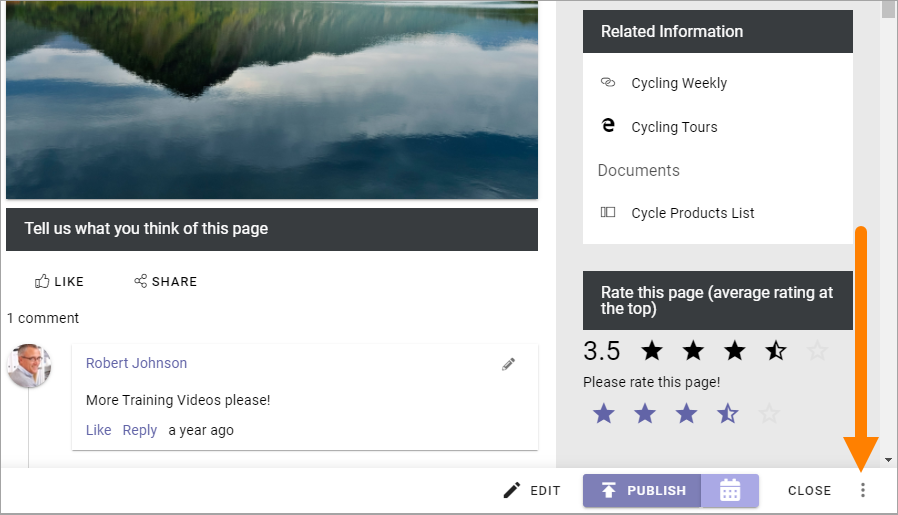 Tell us what you think of this page
LIKE
SHARE
1 comment
Robert Johnson
More Training Videos please!
Like Reply a year ago
Related Information
Cycling Weekly
Cycling Tours
Documents
Cycle Products List
Rate this page (average rating at
the top)
3.5
Please rate this page!
EDIT
PUBLISH
CLOSE